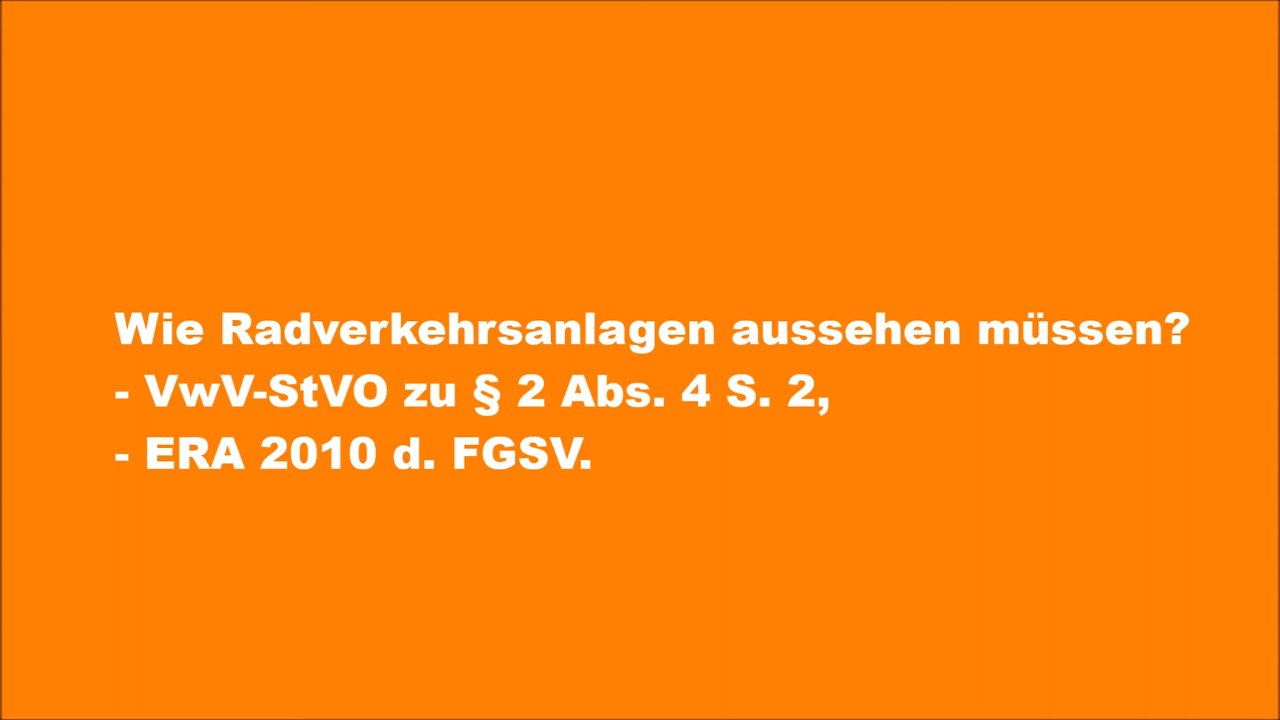 Wie Radverkehrsanlagen aussehen müssen?
- VwV-StVO zu § 2 Abs. 4 S. 2,
- ERA 2010 d. FGSV.